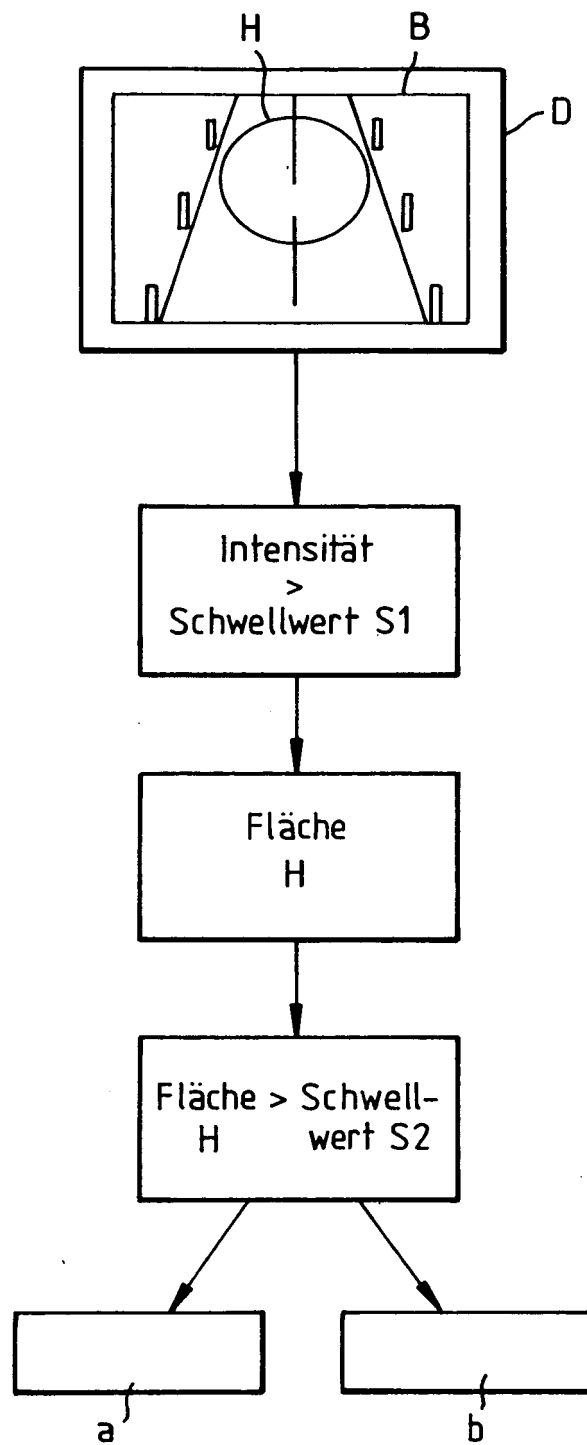 H
B
D
Intensität
>
Schwellwert S1
Fläche
H
Fläche > Schwell-
H wert S2
a
b